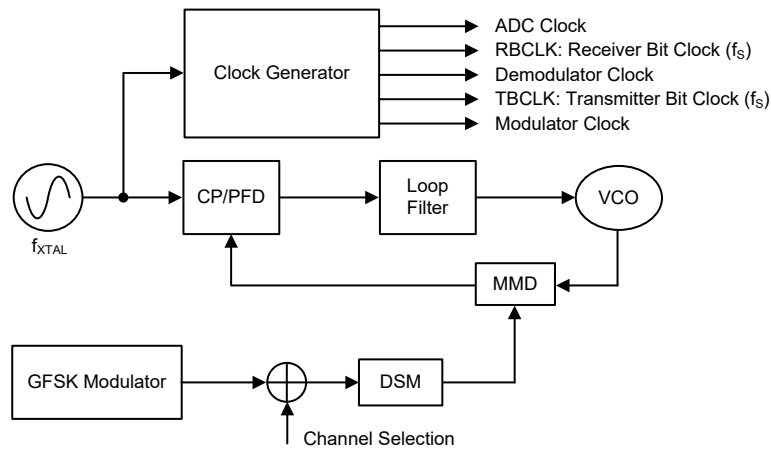 Clock Generator
ADC Clock
RBCLK: Receiver Bit Clock (fS)
Demodulator Clock
TBCLK: Transmitter Bit Clock (fS)
Modulator Clock
fXTAL
CP/PFD
Loop
Filter
VCO
MMD
GFSK Modulator
DSM
Channel Selection